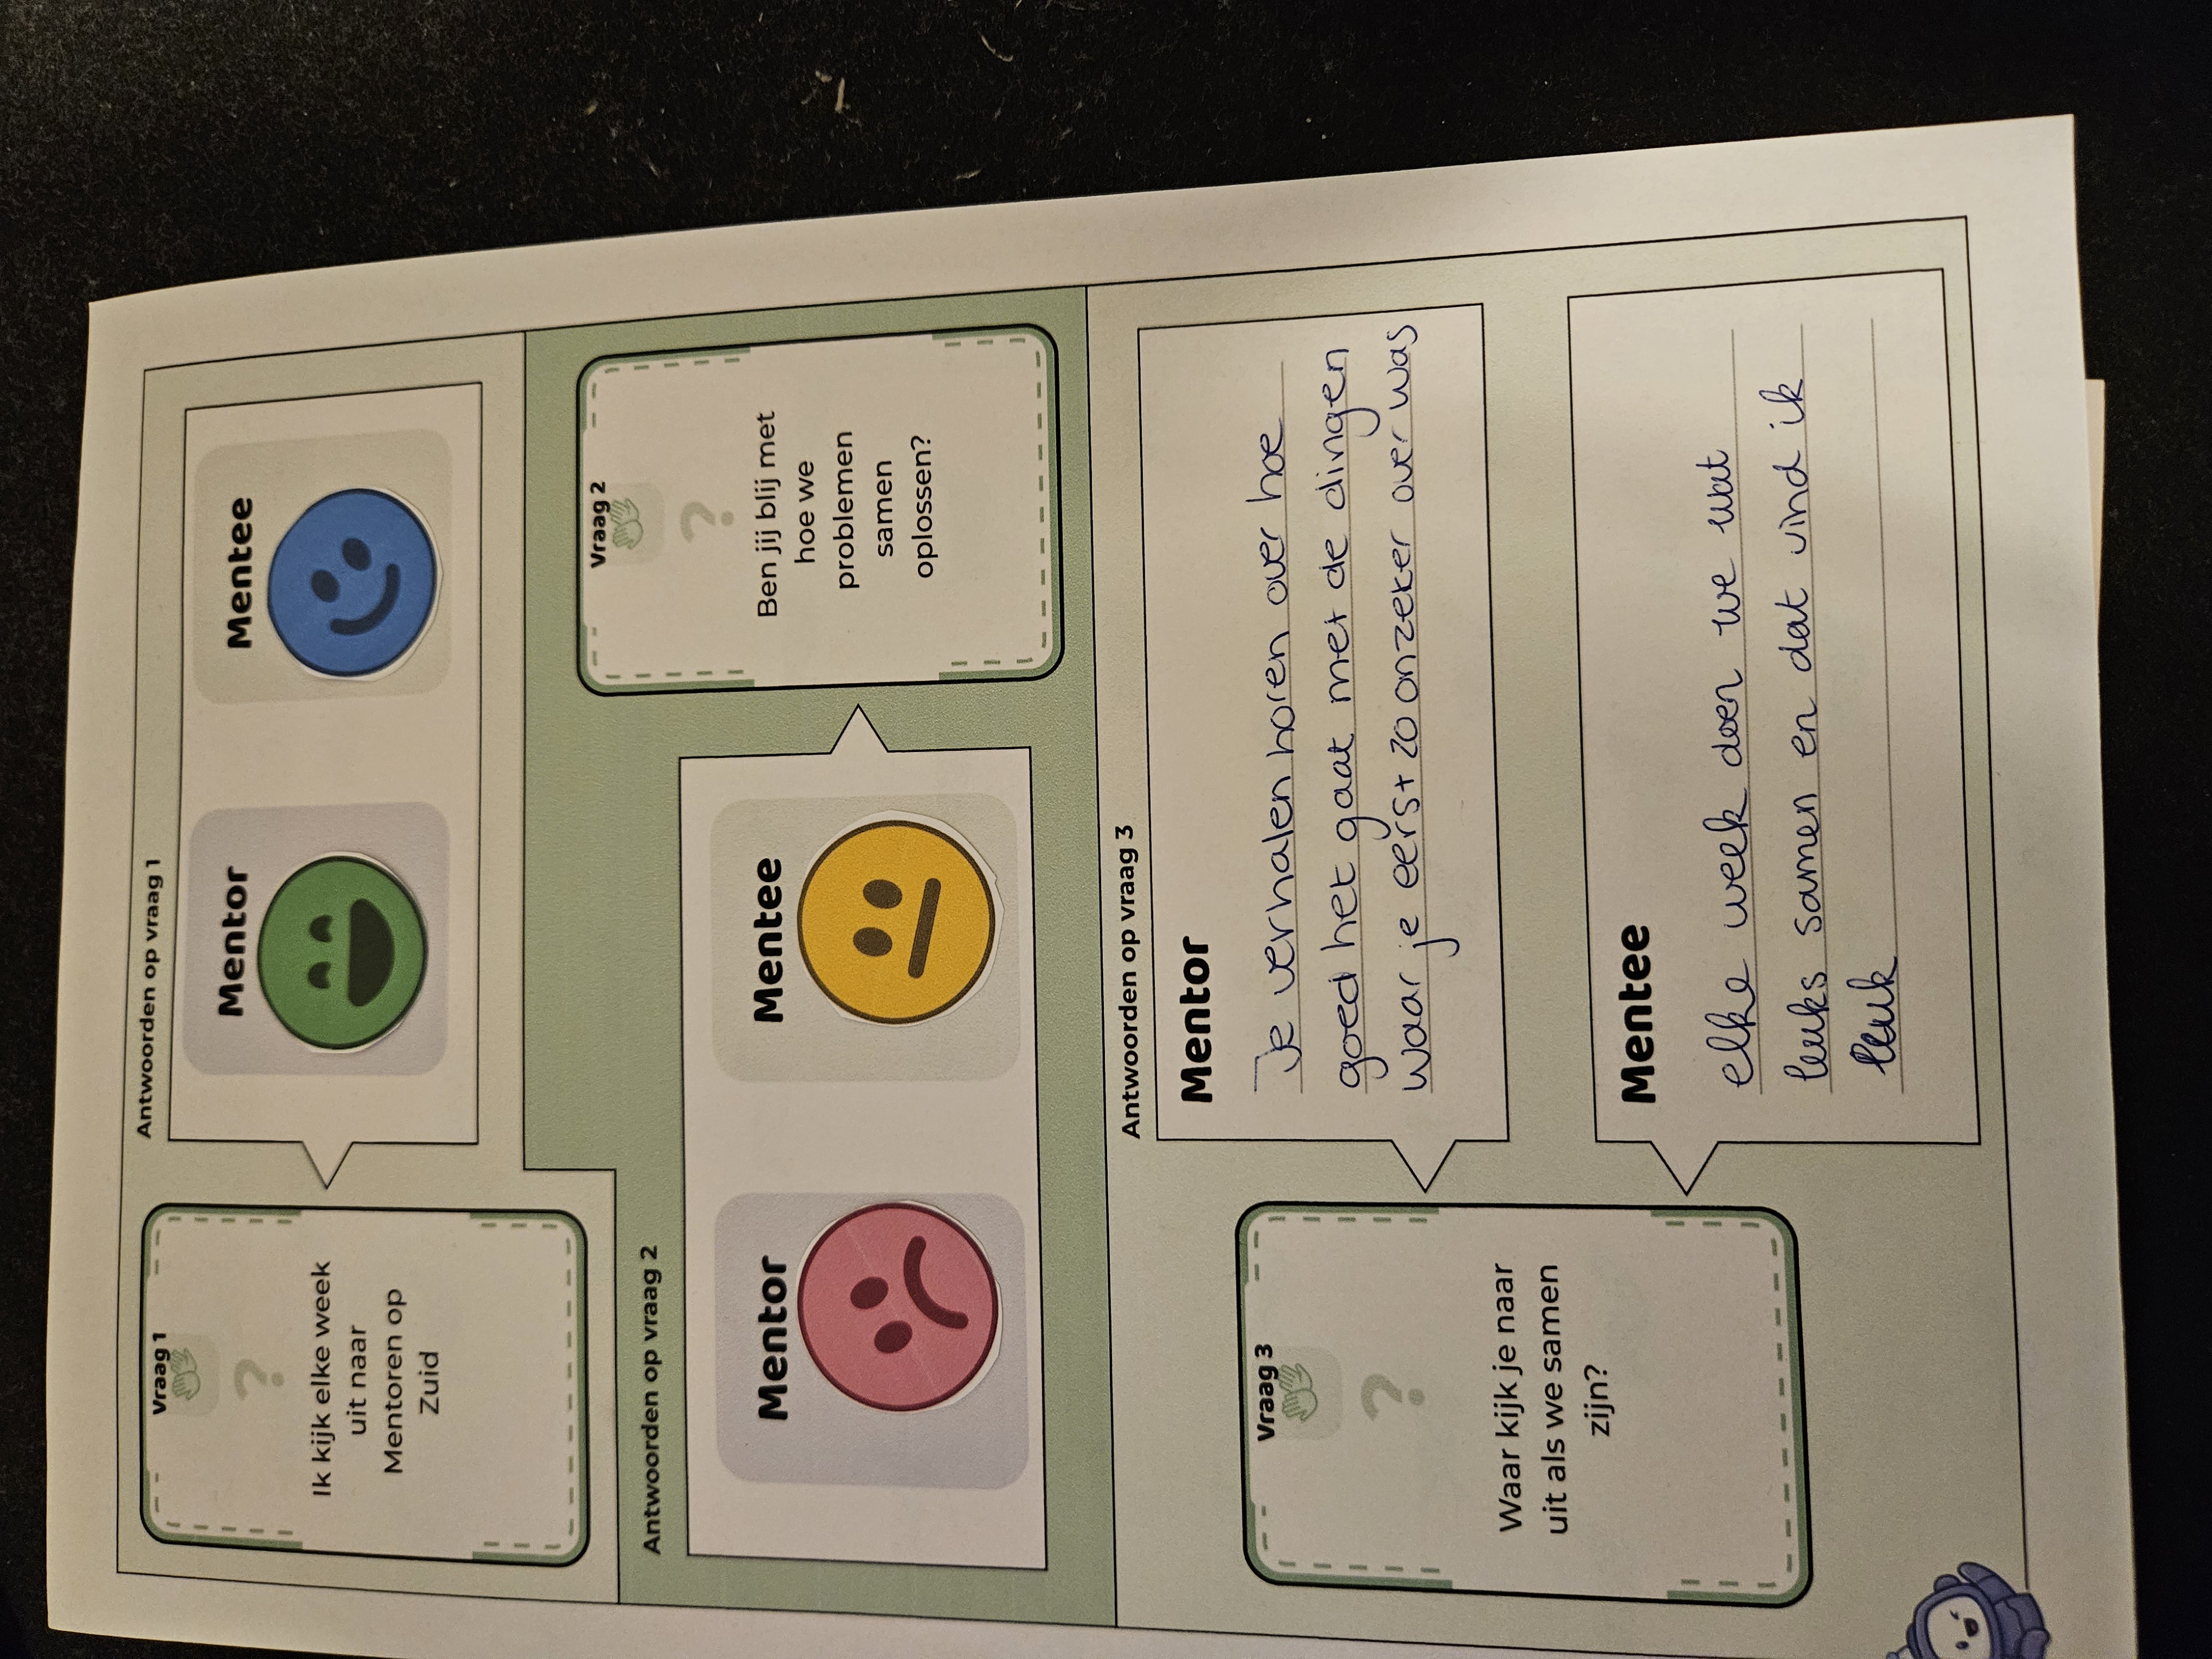 Vraag 1
?
Ik kijk elke week
uit naar
Mentoren op
Zuid
Antwoorden op vraag 1
Mentor
Mentee
Antwoorden op vraag 2
Mentor
Mentee
Vraag 2
?
Ben jij blij met
hoe we
problemen
samen
oplossen?
Vraag 3
?
Waar kijk je naar
uit als we samen
zijn?
Antwoorden op vraag 3
Mentor
Je verhalen horen over hoe
goed het gaat met de dingen
waar je eerst zo onzeker over was
Mentee
elke week doen we wat
leuks samen en dat vind ik
leuk